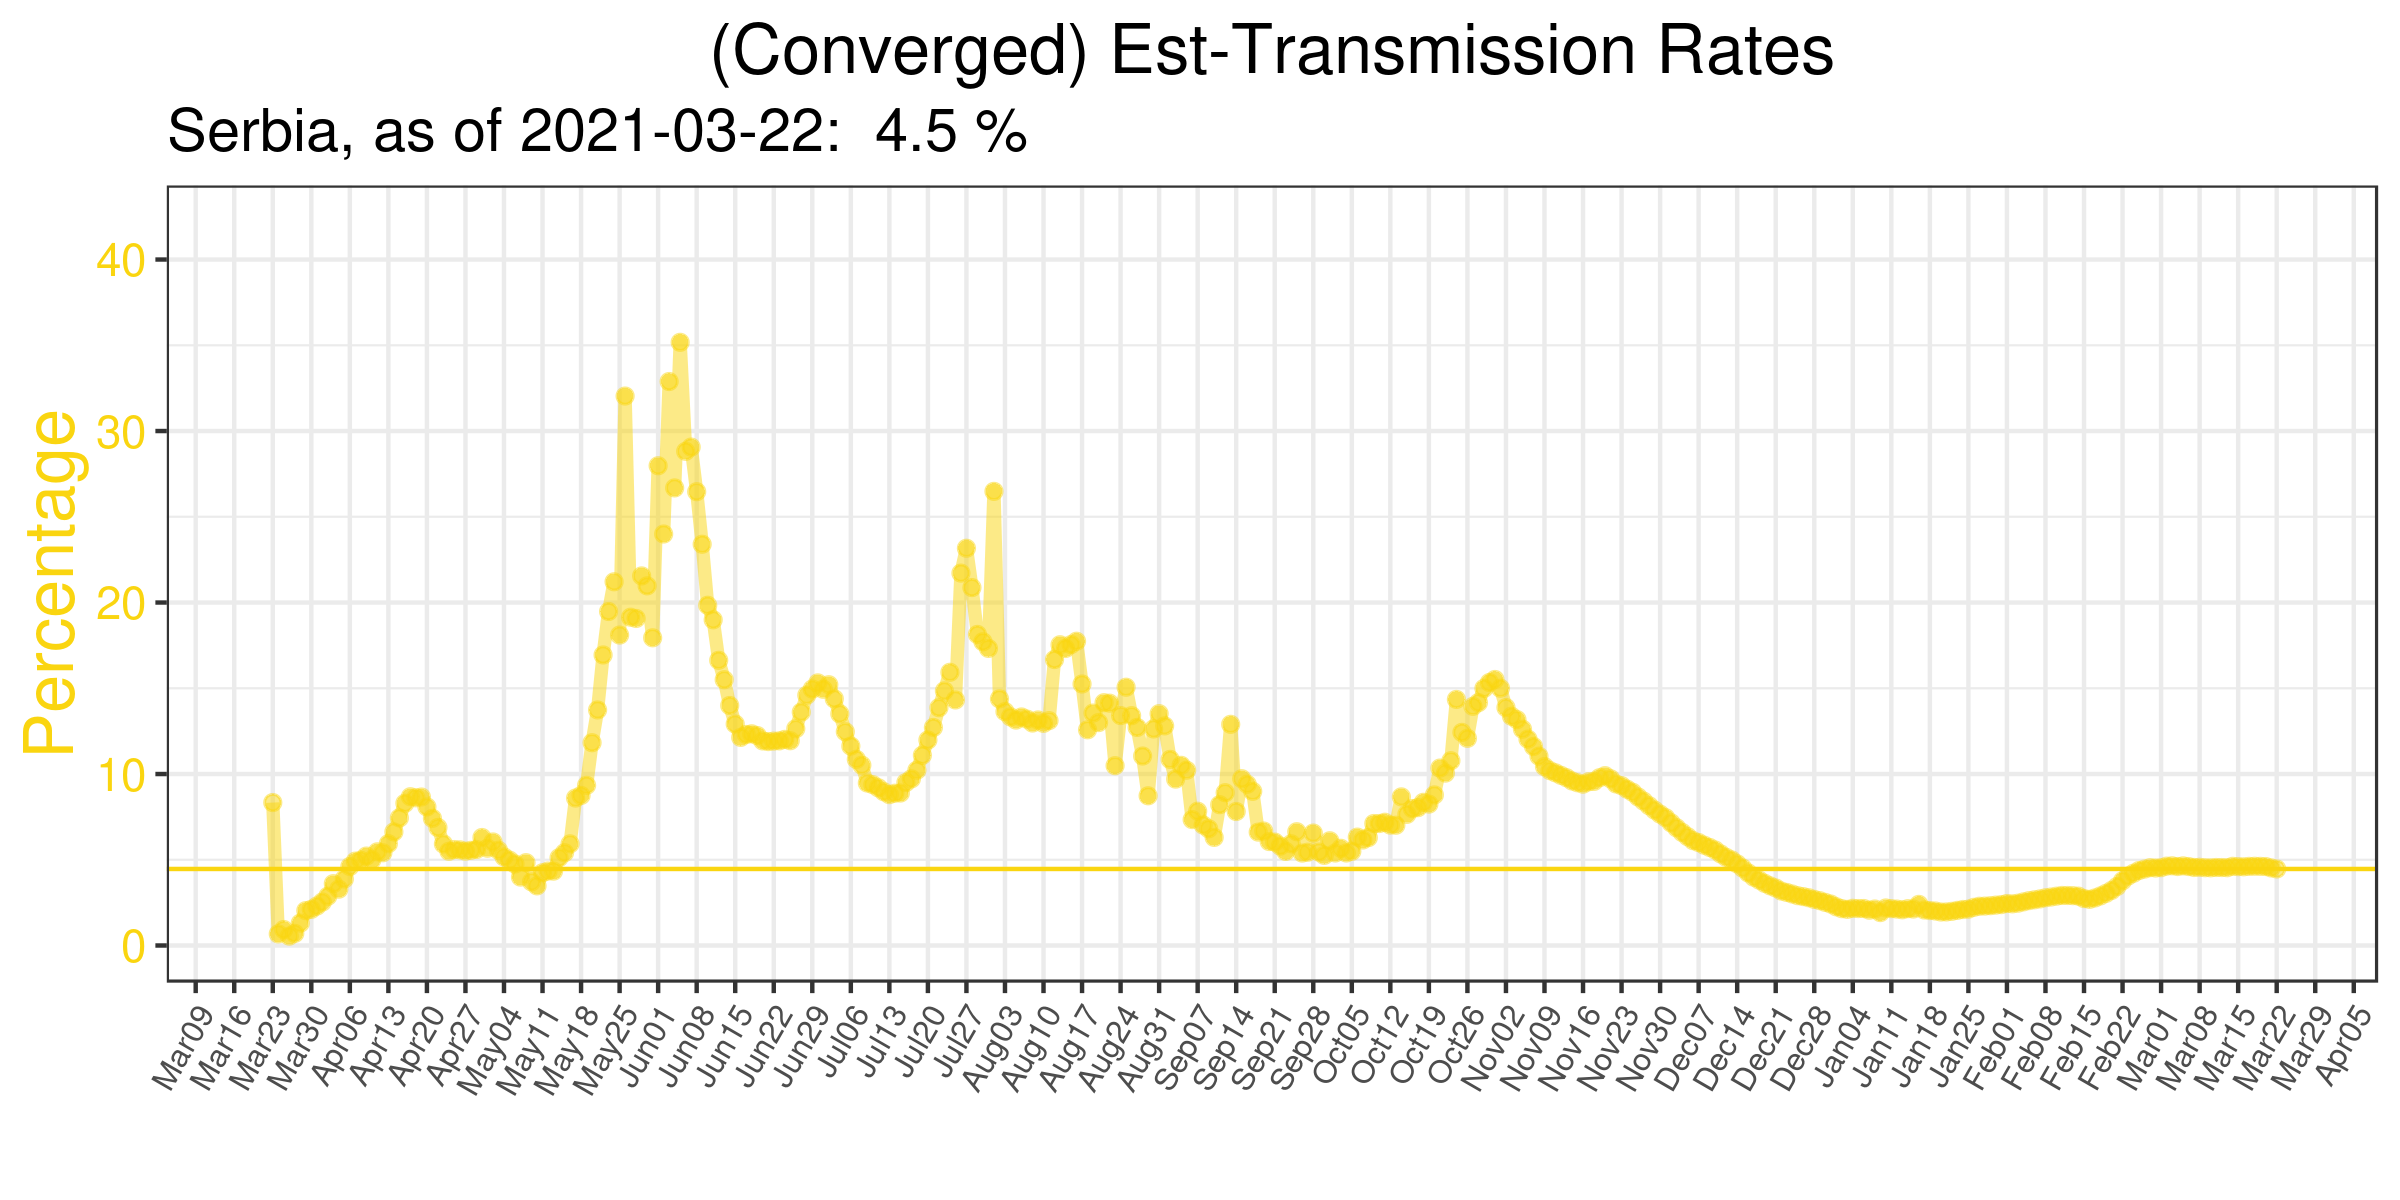 (Converged) Est-Transmission Rates
Serbia, as of 2021-03-22:  4.5 %
Percentage
40
30
20
10
0
Mar09
Mar16
Mar23
Mar30
Apr06
Apr13
Apr20
Apr27
May04
May11
May18
May25
Jun01
Jun08
Jun15
Jun22
Jun29
Jul06
Jul13
Jul20
Jul27
Aug03
Aug10
Aug17
Aug24
Aug31
Sep07
Sep14
Sep21
Sep28
Oct05
Oct12
Oct19
Oct26
Nov02
Nov09
Nov16
Nov23
Nov30
Dec07
Dec14
Dec21
Dec28
Jan04
Jan11
Jan18
Jan25
Feb01
Feb08
Feb15
Feb22
Mar01
Mar08
Mar15
Mar22
Mar29
Apr05